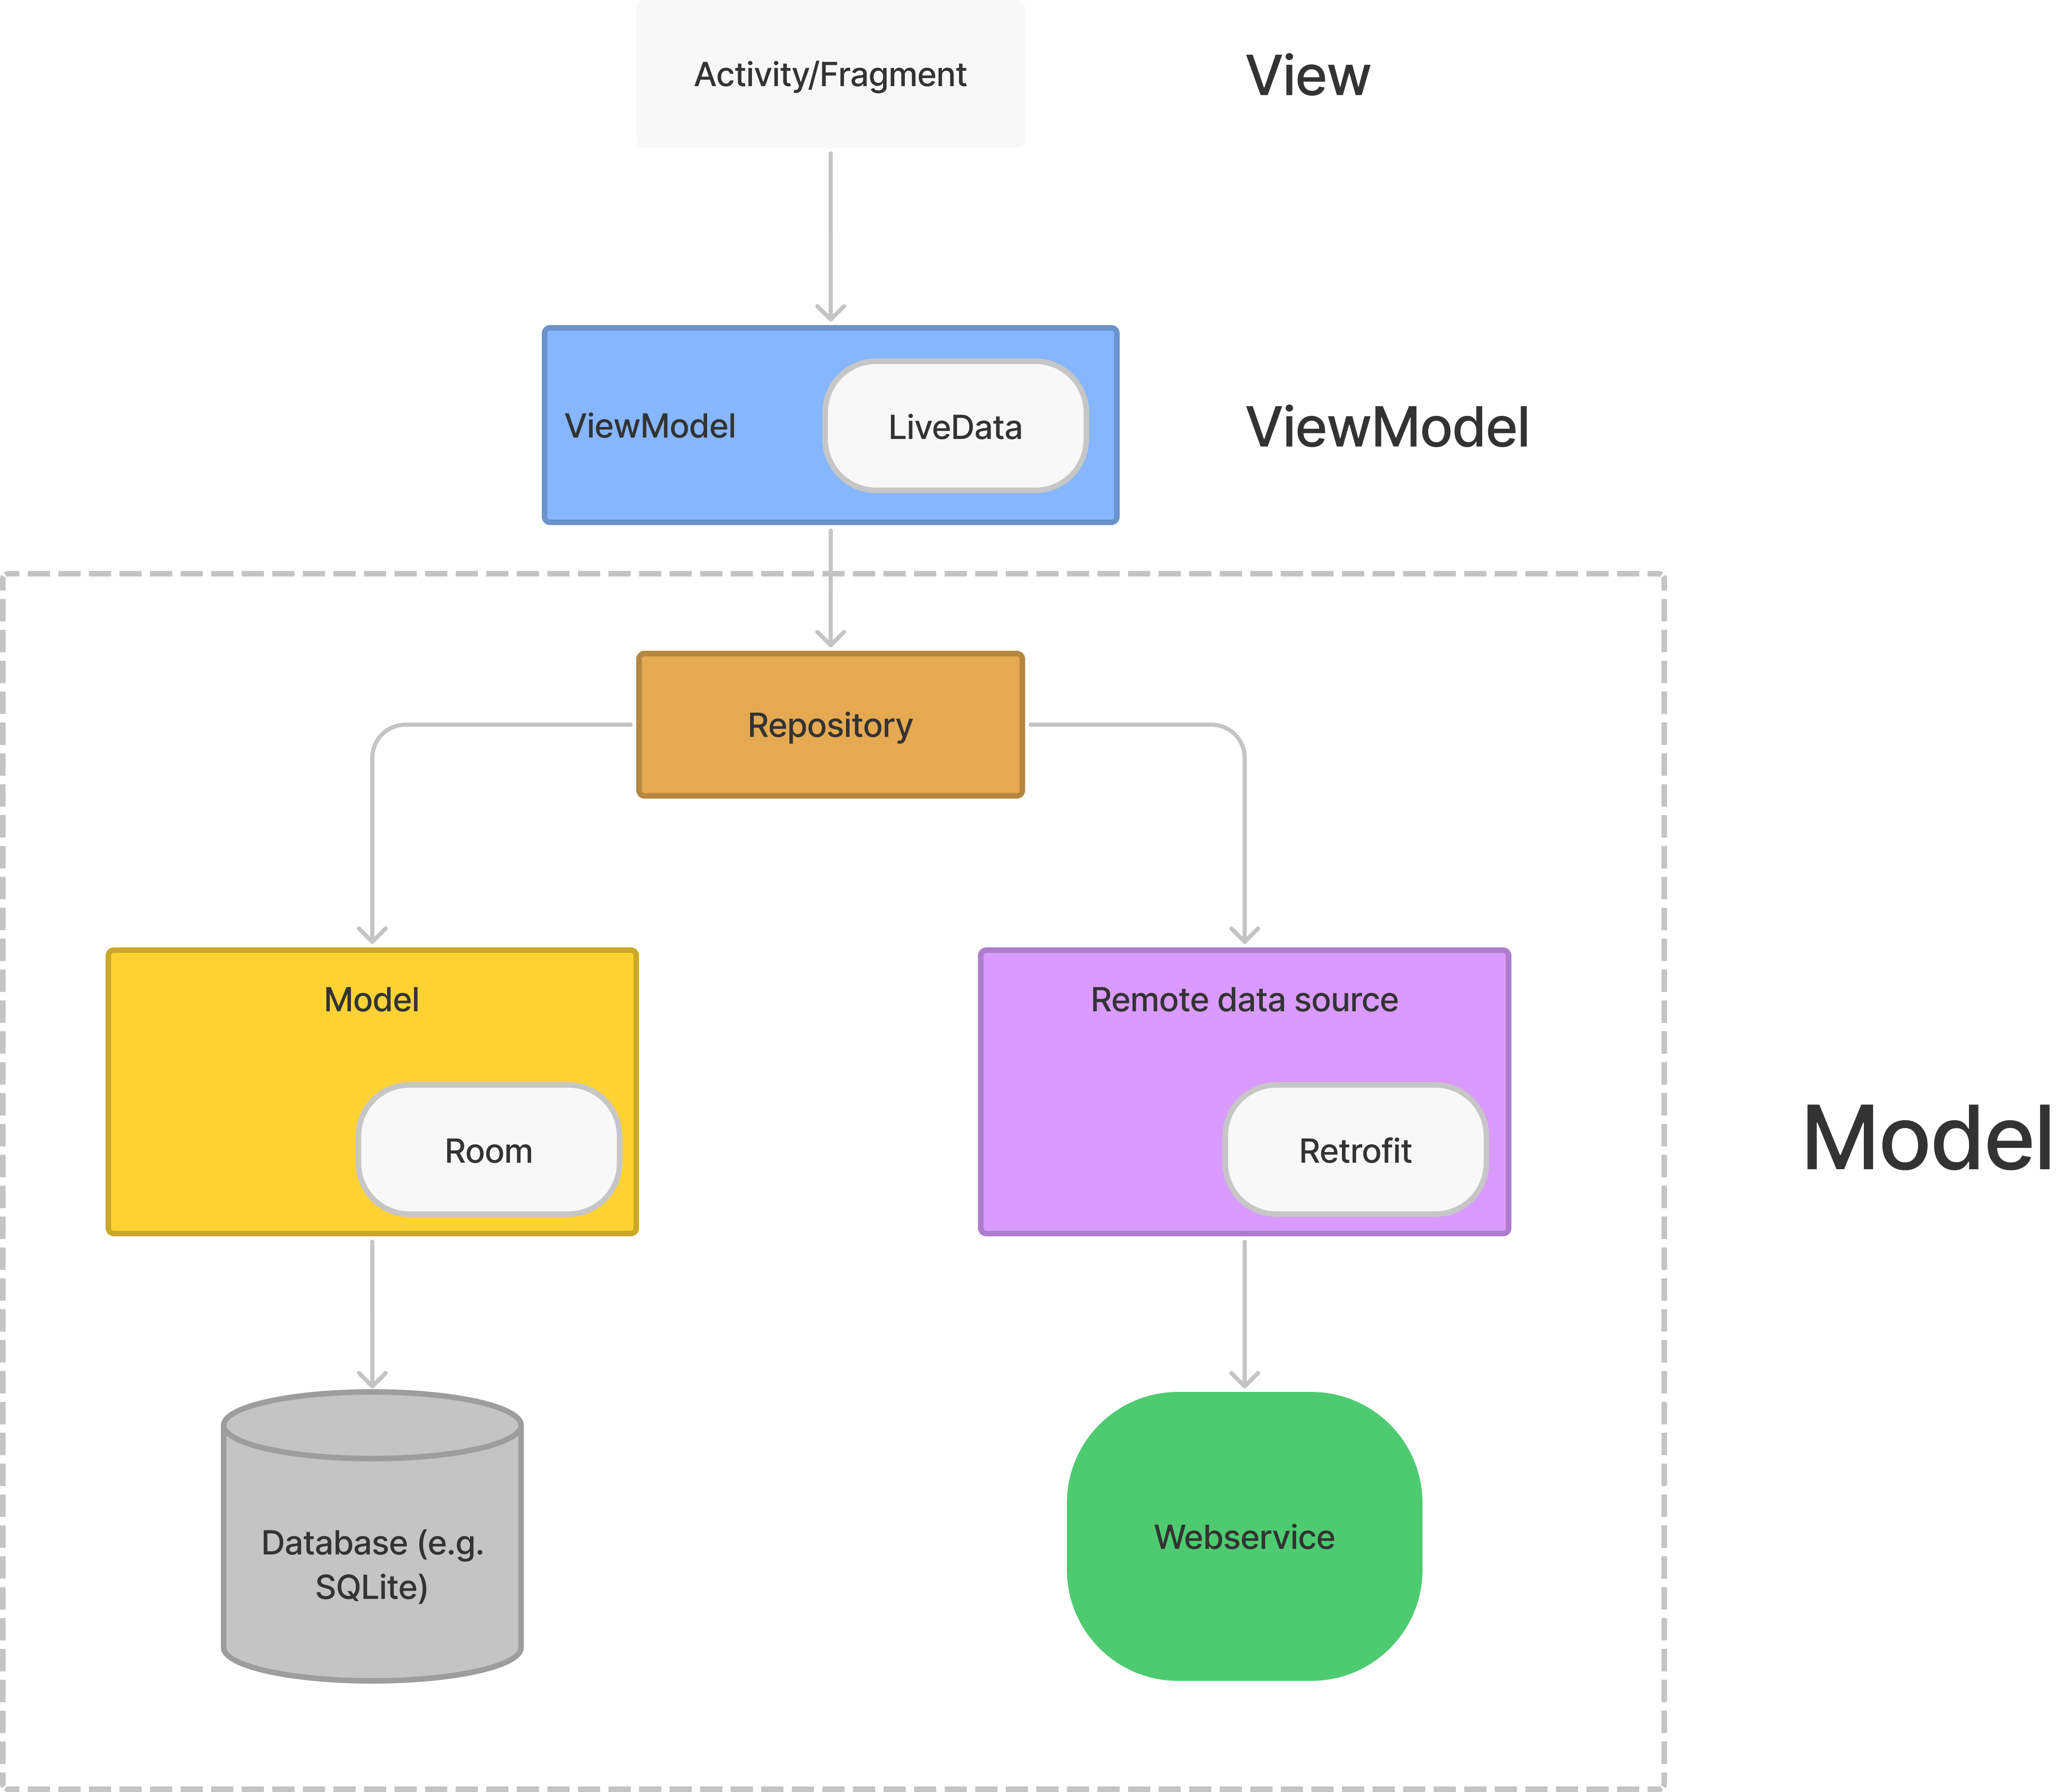 Activity/Fragment
View
ViewModel
LiveData
ViewModel
Repository
Model
Remote data source
Room
Retrofit
Model
Database (e.g.
SQLite)
Webservice